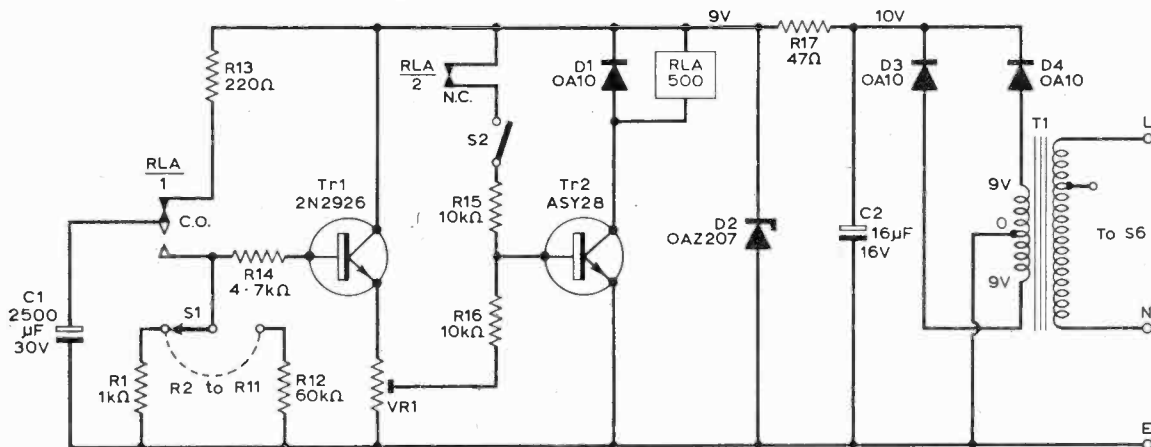 9V
10V
R13
220Ω
RLA
2
N.C.
D1
OA10
RLA
500
R17
47Ω
D3
OA10
D4
OA10
S2
T1
L
RLA
1
C.O.
Tr1
2N2926
R15
10kΩ
Tr2
ASY28
D2
OAZ207
C2
16μF
16V
9V
O
9V
To S6
R14
4·7kΩ
C1
2500
μF
30V
S1
R16
10kΩ
N
R1
1kΩ
R2 to R11
R12
60kΩ
VR1
E